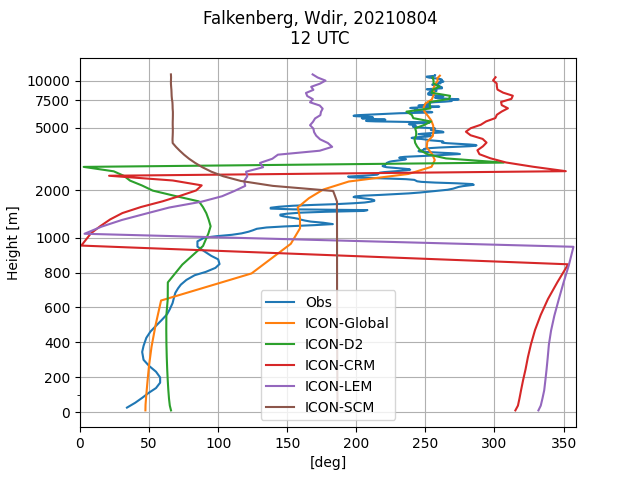 Falkenberg, Wdir, 20210804
12 UTC
10000
7500
5000
2000
1000
800
600
400
200
0
Height [m]
Obs
ICON-Global
ICON-D2
ICON-CRM
ICON-LEM
ICON-SCM
0 50 100 150 200 250 300 350
[deg]